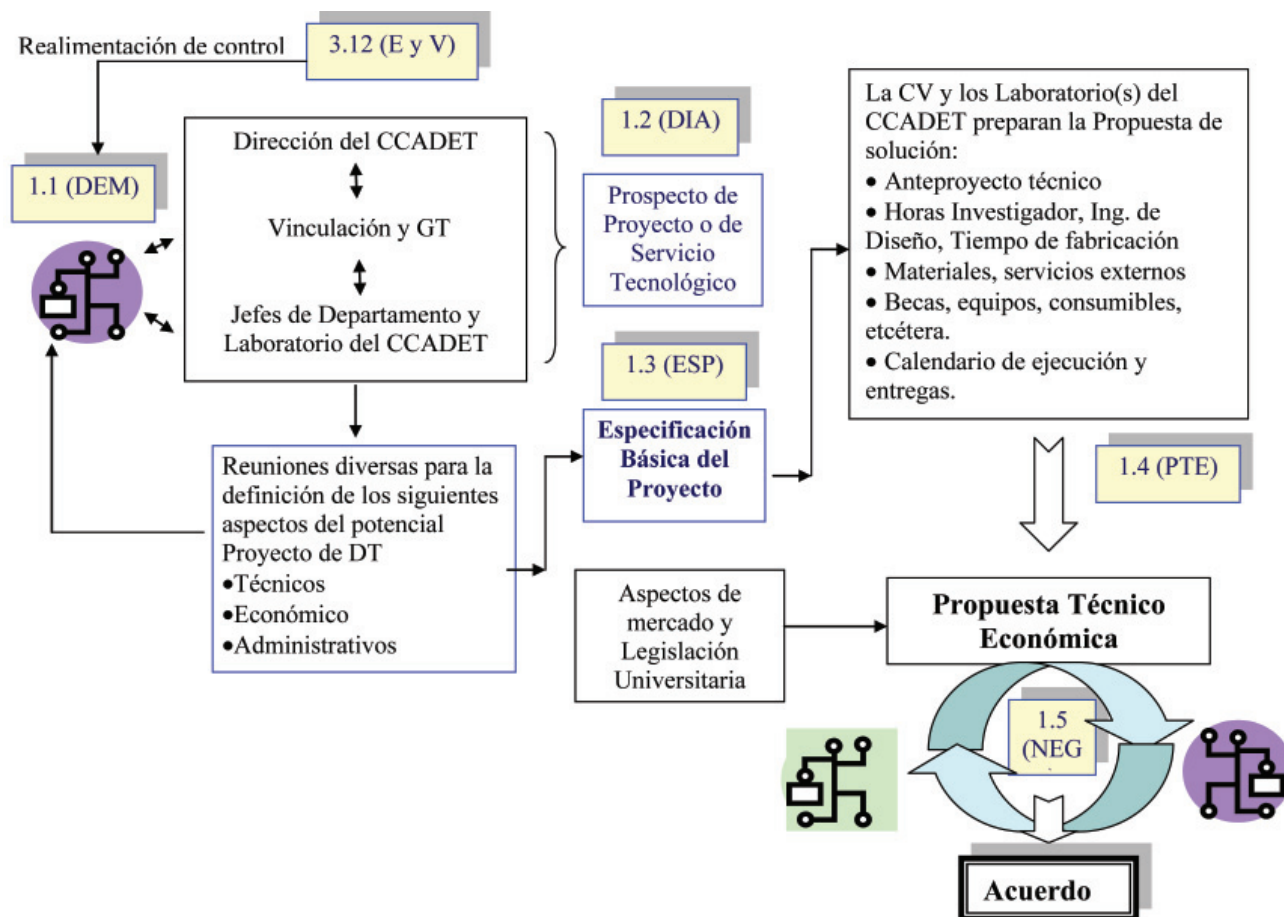 Realimentación de control
3.12 (E y V)
1.1 (DEM)
Dirección del CCADET
Vinculación y GT
Jefes de Departamento y
Laboratorio del CCADET
1.2 (DIA)
Prospecto de
Proyecto o de
Servicio
Tecnológico
1.3 (ESP)
Especificación
Básica del
Proyecto
La CV y los Laboratorio(s) del
CCADET preparan la Propuesta de
solución:
• Anteproyecto técnico
• Horas Investigador, Ing. de
Diseño, Tiempo de fabricación
• Materiales, servicios externos
• Becas, equipos, consumibles,
etcétera.
• Calendario de ejecución y
entregas.
1.4 (PTE)
Reuniones diversas para la
definición de los siguientes
aspectos del potencial
Proyecto de DT
•Técnicos
•Económico
•Administrativos
Aspectos de
mercado y
Legislación
Universitaria
Propuesta Técnico
Económica
1.5
(NEG
.
Acuerdo